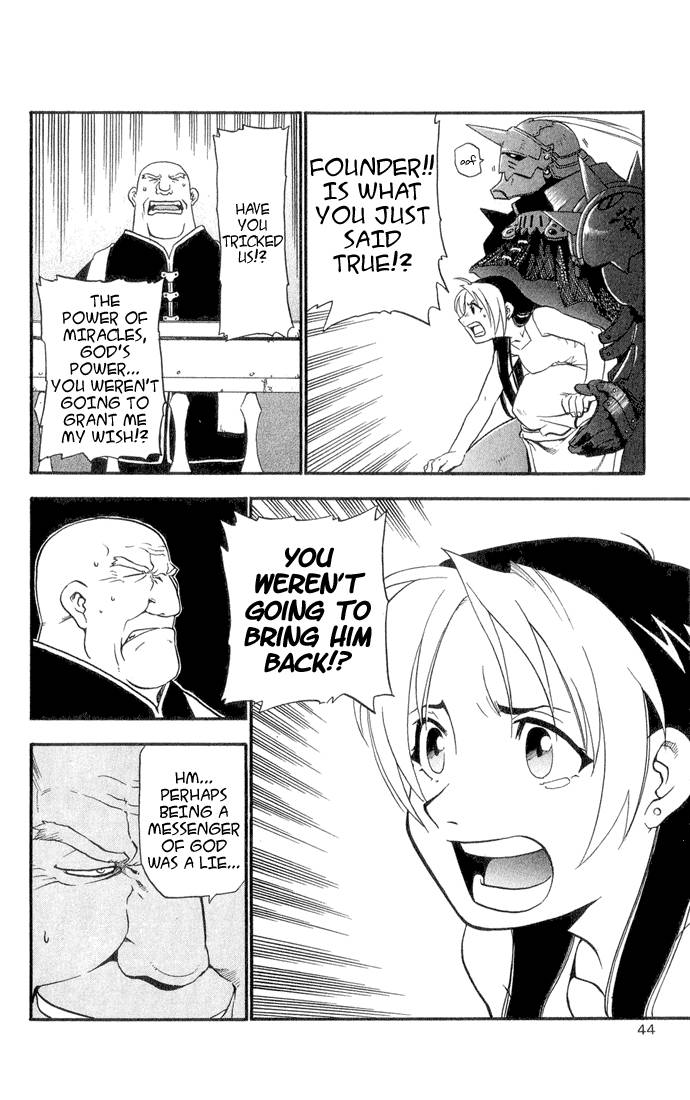 oof
FOUNDER!!
IS WHAT
YOU JUST
SAID
TRUE!?
HAVE
YOU
TRICKED
US!?
THE
POWER OF
MIRACLES,
GOD'S
POWER...
YOU WEREN'T
GOING TO
GRANT ME
MY WISH!?
YOU
WEREN'T
GOING TO
BRING HIM
BACK!?
HM...
PERHAPS
BEING A
MESSENGER
OF GOD
WAS A LIE...
44